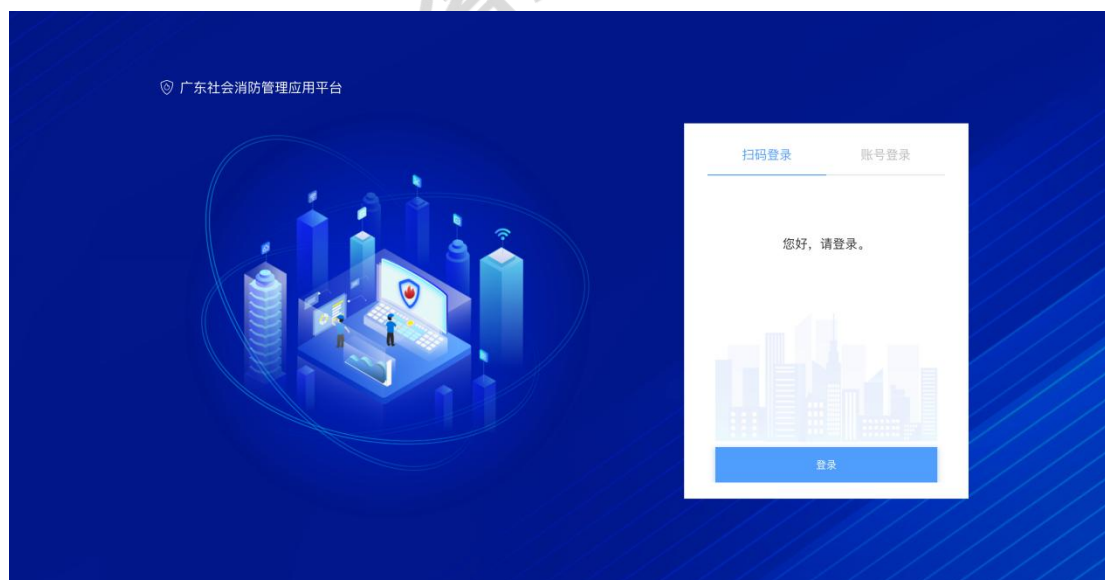 广东社会消防管理应用平台
扫码登录 账号登录
您好，请登录。
登录